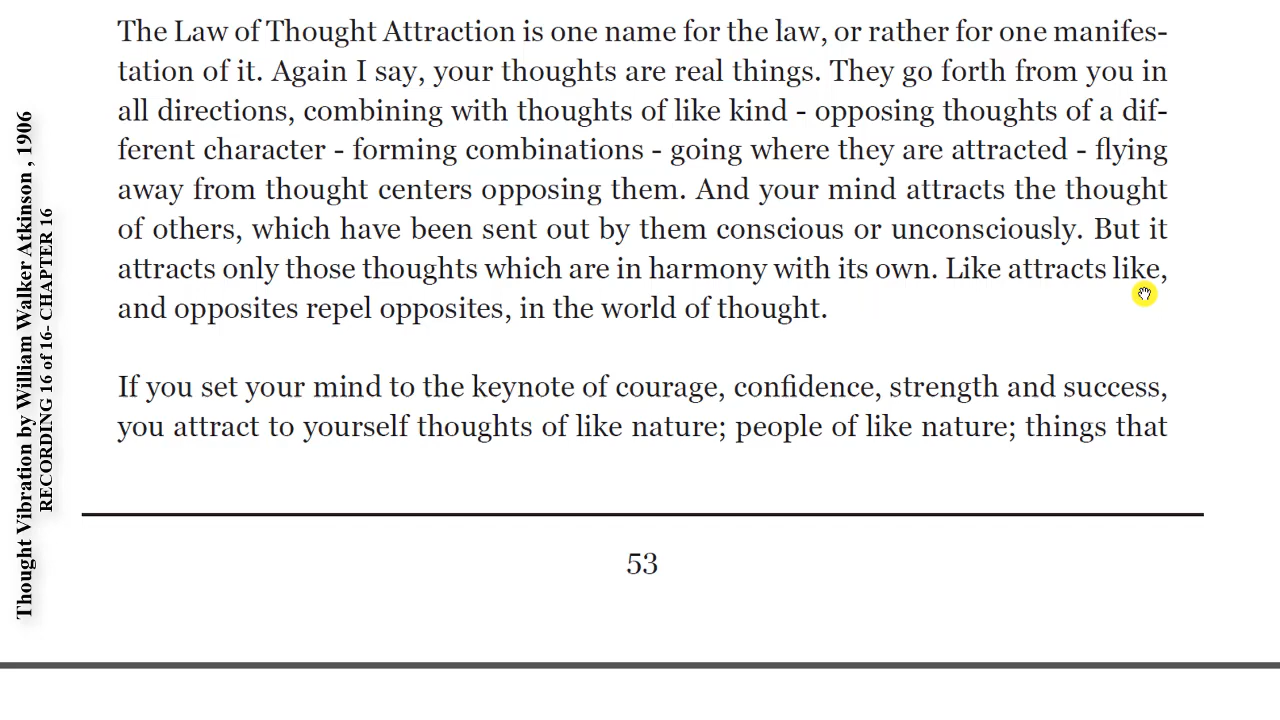 The Law of Thought Attraction is one name for the law, or rather for one manifes-
tation of it. Again I say, your thoughts are real things. They go forth from you in
all directions, combining with thoughts of like kind - opposing thoughts of a dif-
ferent character - forming combinations - going where they are attracted - flying
away from thought centers opposing them. And your mind attracts the thought
of others, which have been sent out by them conscious or unconsciously. But it
attracts only those thoughts which are in harmony with its own. Like attracts like,
and opposites repel opposites, in the world of thought.
If you set your mind to the keynote of courage, confidence, strength and success,
you attract to yourself thoughts of like nature; people of like nature; things that
53
Thought Vibration by William Walker Atkinson , 1906
RECORDING 16 of 16- CHAPTER 16